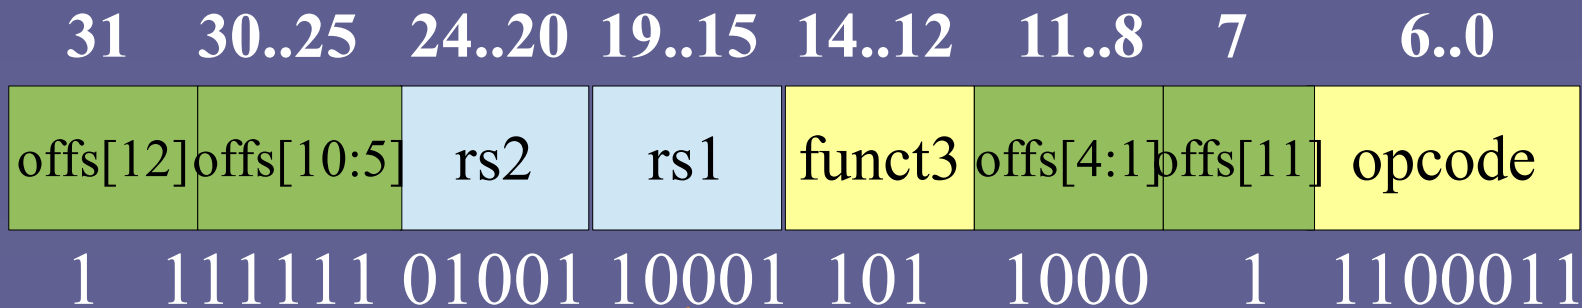 31 30..25 24..20 19..15 14..12 11..8 7 6..0
offs[12] offs[10:5] rs2 rs1 funct3 offs[4:1] offs[11] opcode
1 111111 01001 10001 101 1000 1 1100011